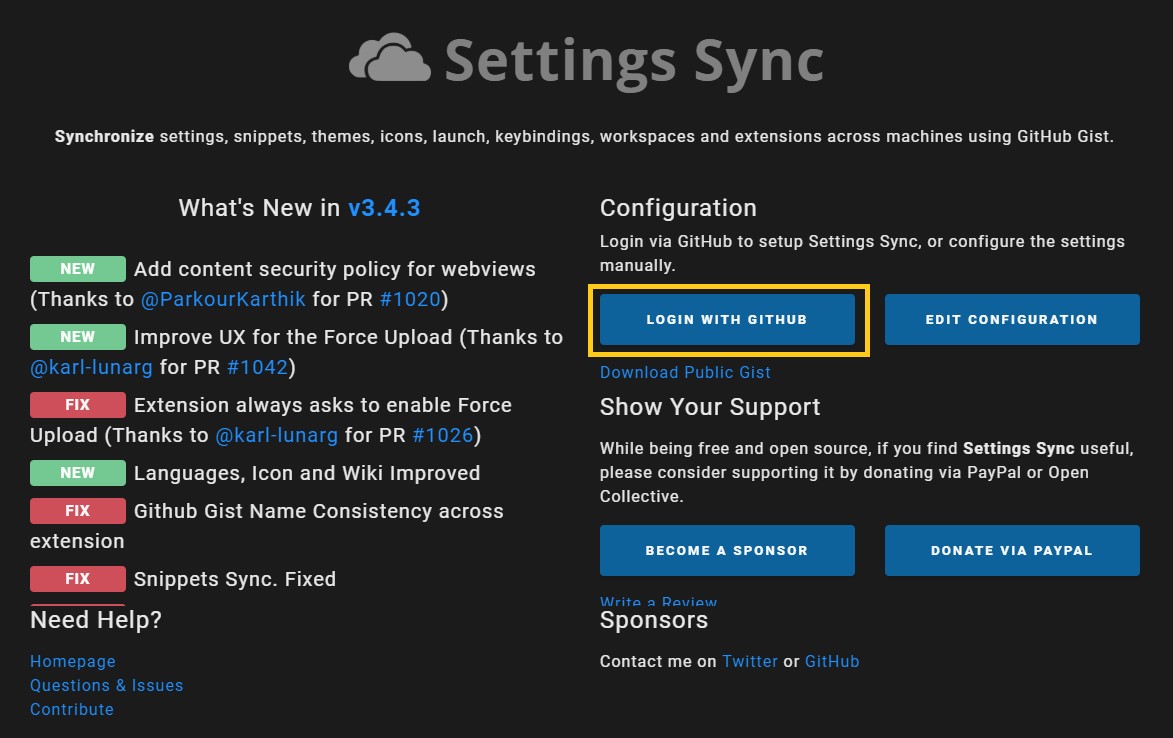 Settings Sync
Synchronize settings, snippets, themes, icons, launch, keybindings, workspaces and extensions across machines using GitHub Gist.
What's New in v3.4.3
NEW Add content security policy for webviews
(Thanks to @ParkourKarthik for PR #1020)
NEW Improve UX for the Force Upload (Thanks to
@karl-lunarg for PR #1042)
FIX Extension always asks to enable Force
Upload (Thanks to @karl-lunarg for PR #1026)
NEW Languages, Icon and Wiki Improved
FIX Github Gist Name Consistency across
extension
FIX Snippets Sync. Fixed
Need Help?
Homepage
Questions & Issues
Contribute
Configuration
Login via GitHub to setup Settings Sync, or configure the settings
manually.
LOGIN WITH GITHUB EDIT CONFIGURATION
Download Public Gist
Show Your Support
While being free and open source, if you find Settings Sync useful,
please consider supporting it by donating via PayPal or Open
Collective.
BECOME A SPONSOR DONATE VIA PAYPAL
Write a Review
Sponsors
Contact me on Twitter or GitHub